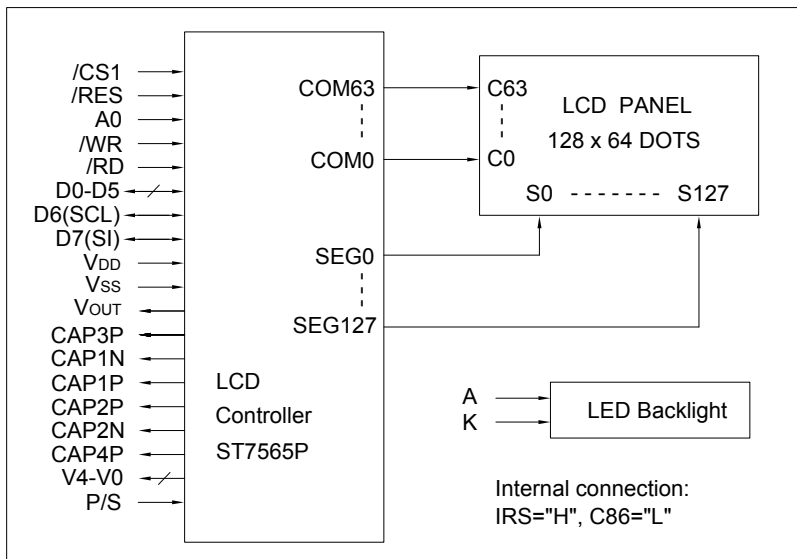 /CS1
/RES
A0
/WR
/RD
D0-D5
D6(SCL)
D7(SI)
VDD
VSS
VOUT
CAP3P
CAP1N
CAP1P
CAP2P
CAP2N
CAP4P
V4-V0
P/S
COM63
COM0
SEG0
SEG127
LCD
Controller
ST7565P
C63
C0
LCD PANEL
128 x 64 DOTS
S0 S127
A
K
LED Backlight
Internal connection:
IRS="H", C86="L"